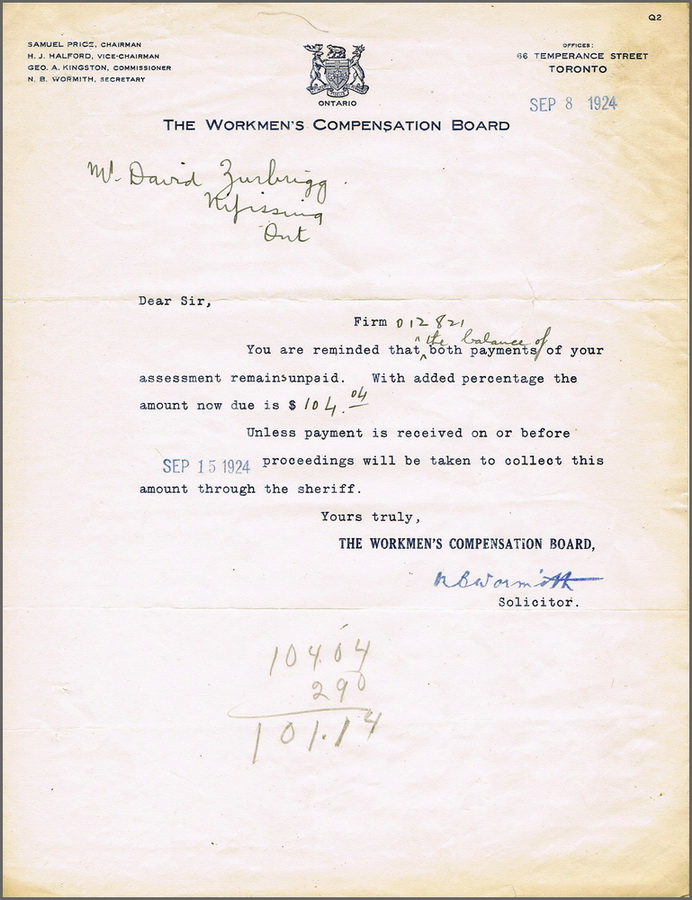 Q2
SAMUEL PRICE, CHAIRMAN
H. J. HALFORD, VICE-CHAIRMAN
GEO. A. KINGSTON, COMMISSIONER
N. B. WORMITH, SECRETARY
OFFICES:
66 TEMPERANCE STREET
TORONTO
ONTARIO
SEP 8 1924
THE WORKMEN'S COMPENSATION BOARD
Mr. David Zurbrigg
Ont
Dear Sir,
Firm 012821
the balance of
You are reminded that both payments of your
assessment remains unpaid. With added percentage the
amount now due is $ 104.04
Unless payment is received on or before
SEP 15 1924 proceedings will be taken to collect this
amount through the sheriff.
Yours truly,
THE WORKMEN'S COMPENSATION BOARD,
N B Wormith
Solicitor.
104.04
290
101.14